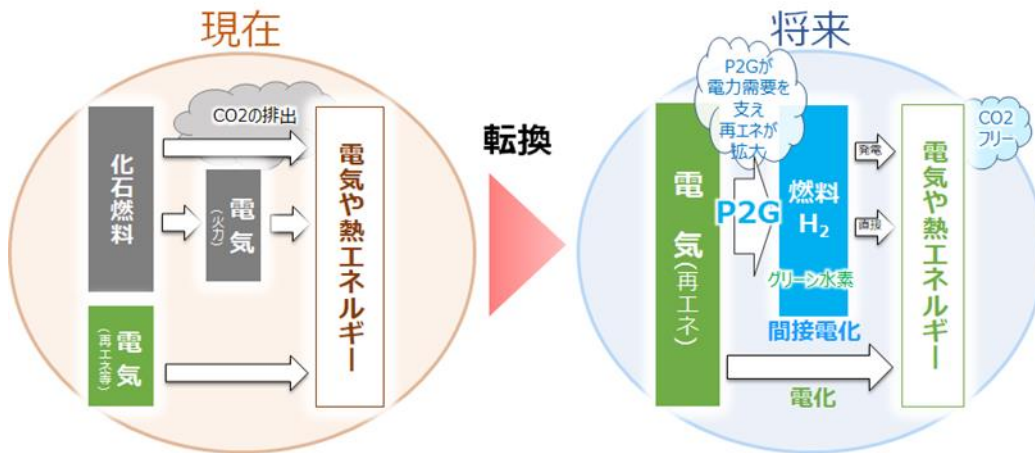 現在
CO2の排出
化石燃料
電気
(火力)
電気
(再エネ等)
電気や熱エネルギー
転換
将来
P2Gが
電力需要を
支え
再エネが
拡大
電気(再エネ)
P2G
燃料
H₂
グリーン水素
間接電化
発電
直接
電化
電気や熱エネルギー
CO2
フリー